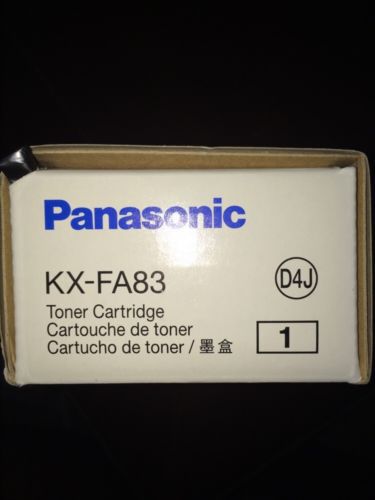 Panasonic
KX-FA83
D4J
Toner Cartridge
Cartouche de toner
Cartucho de toner / 墨盒
1